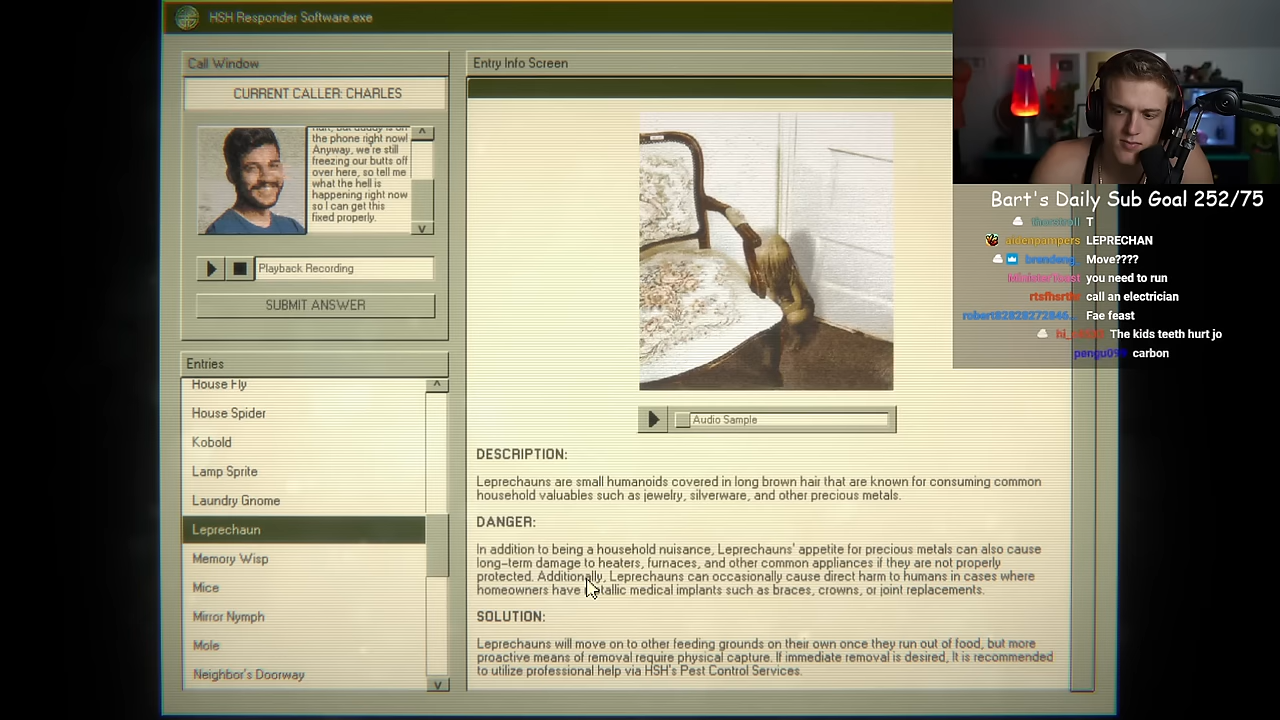 HSH Responder Software.exe
Call Window
CURRENT CALLER: CHARLES
the phone right now!
Anyway, we're still
freezing our butts off
over here, so tell me
what the hell is
happening right now
so I can get this
fixed properly.
Playback Recording
SUBMIT ANSWER
Entries
House Fly
House Spider
Kobold
Lamp Sprite
Laundry Gnome
Leprechaun
Memory Wisp
Mice
Mirror Nymph
Mole
Neighbor's Doorway
Entry Info Screen
Audio Sample
DESCRIPTION:
Leprechauns are small humanoids covered in long brown hair that are known for consuming common
household valuables such as jewelry, silverware, and other precious metals.
DANGER:
In addition to being a household nuisance, Leprechauns' appetite for precious metals can also cause
long-term damage to heaters, furnaces, and other common appliances if they are not properly
protected. Additionally, Leprechauns can occasionally cause direct harm to humans in cases where
homeowners have metallic medical implants such as braces, crowns, or joint replacements.
SOLUTION:
Leprechauns will move on to other feeding grounds on their own once they run out of food, but more
proactive means of removal require physical capture. If immediate removal is desired, It is recommended
to utilize professional help via HSH's Pest Control Services.
Bart's Daily Sub Goal 252/75
T
LEPRECHAN
Move????
you need to run
call an electrician
Fae feast
The kids teeth hurt jo
carbon